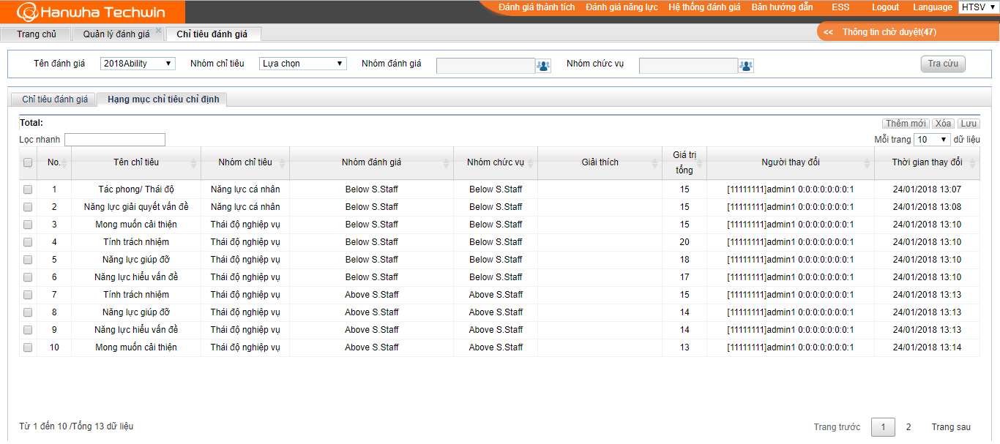 Hanwha Techwin
Đánh giá thành tích Đánh giá năng lực Hệ thống đánh giá Bản hướng dẫn ESS Logout Language HTSV
Trang chủ Quản lý đánh giá Chỉ tiêu đánh giá
<< Thông tin chờ duyệt(47)
Tên đánh giá 2018Ability Nhóm chỉ tiêu Lựa chọn Nhóm đánh giá Nhóm chức vụ Tra cứu
Chỉ tiêu đánh giá Hạng mục chỉ tiêu chỉ định
Total: Thêm mới Xóa Lưu
Lọc nhanh Mỗi trang 10 dữ liệu
No. Tên chỉ tiêu Nhóm chỉ tiêu Nhóm đánh giá Nhóm chức vụ Giải thích Giá trị tổng Người thay đổi Thời gian thay đổi
1 Tác phong/ Thái độ Năng lực cá nhân Below S.Staff Below S.Staff 15 [11111111]admin1 0:0:0:0:0:0:0:1 24/01/2018 13:07
2 Năng lực giải quyết vấn đề Năng lực cá nhân Below S.Staff Below S.Staff 15 [11111111]admin1 0:0:0:0:0:0:0:1 24/01/2018 13:08
3 Mong muốn cải thiện Thái độ nghiệp vụ Below S.Staff Below S.Staff 15 [11111111]admin1 0:0:0:0:0:0:0:1 24/01/2018 13:10
4 Tính trách nhiệm Thái độ nghiệp vụ Below S.Staff Below S.Staff 20 [11111111]admin1 0:0:0:0:0:0:0:1 24/01/2018 13:10
5 Năng lực giúp đỡ Thái độ nghiệp vụ Below S.Staff Below S.Staff 18 [11111111]admin1 0:0:0:0:0:0:0:1 24/01/2018 13:10
6 Năng lực hiểu vấn đề Thái độ nghiệp vụ Below S.Staff Below S.Staff 17 [11111111]admin1 0:0:0:0:0:0:0:1 24/01/2018 13:10
7 Tính trách nhiệm Thái độ nghiệp vụ Above S.Staff Above S.Staff 15 [11111111]admin1 0:0:0:0:0:0:0:1 24/01/2018 13:13
8 Năng lực giúp đỡ Thái độ nghiệp vụ Above S.Staff Above S.Staff 14 [11111111]admin1 0:0:0:0:0:0:0:1 24/01/2018 13:13
9 Năng lực hiểu vấn đề Thái độ nghiệp vụ Above S.Staff Above S.Staff 14 [11111111]admin1 0:0:0:0:0:0:0:1 24/01/2018 13:13
10 Mong muốn cải thiện Thái độ nghiệp vụ Above S.Staff Above S.Staff 13 [11111111]admin1 0:0:0:0:0:0:0:1 24/01/2018 13:14
Từ 1 đến 10 /Tổng 13 dữ liệu Trang trước 1 2 Trang sau